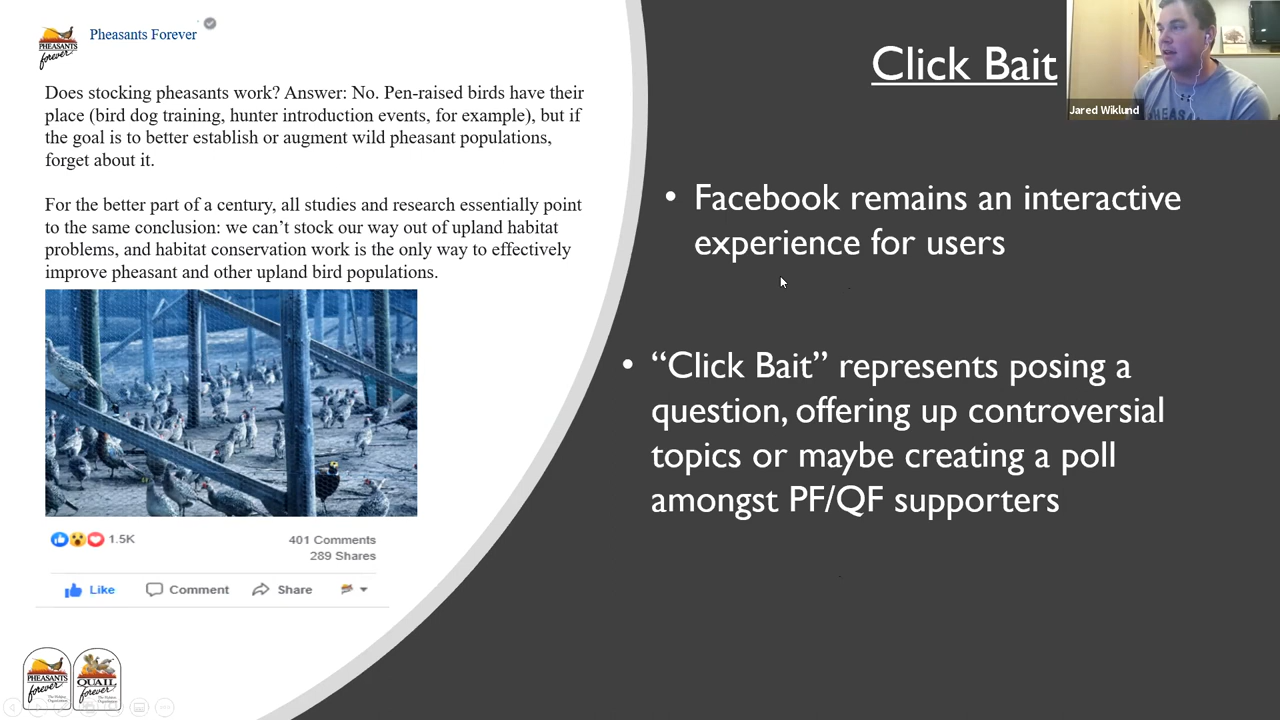 Pheasants Forever
PHEASANTS
forever
Does stocking pheasants work? Answer: No. Pen-raised birds have their
place (bird dog training, hunter introduction events, for example), but if
the goal is to better establish or augment wild pheasant populations,
forget about it.
For the better part of a century, all studies and research essentially point
to the same conclusion: we can’t stock our way out of upland habitat
problems, and habitat conservation work is the only way to effectively
improve pheasant and other upland bird populations.
1.5K
401 Comments
289 Shares
Like
Comment
Share
PHEASANTS
forever
QUAIL
forever
Click Bait
Jared Wiklund
• Facebook remains an interactive
experience for users
• “Click Bait” represents posing a
question, offering up controversial
topics or maybe creating a poll
amongst PF/QF supporters